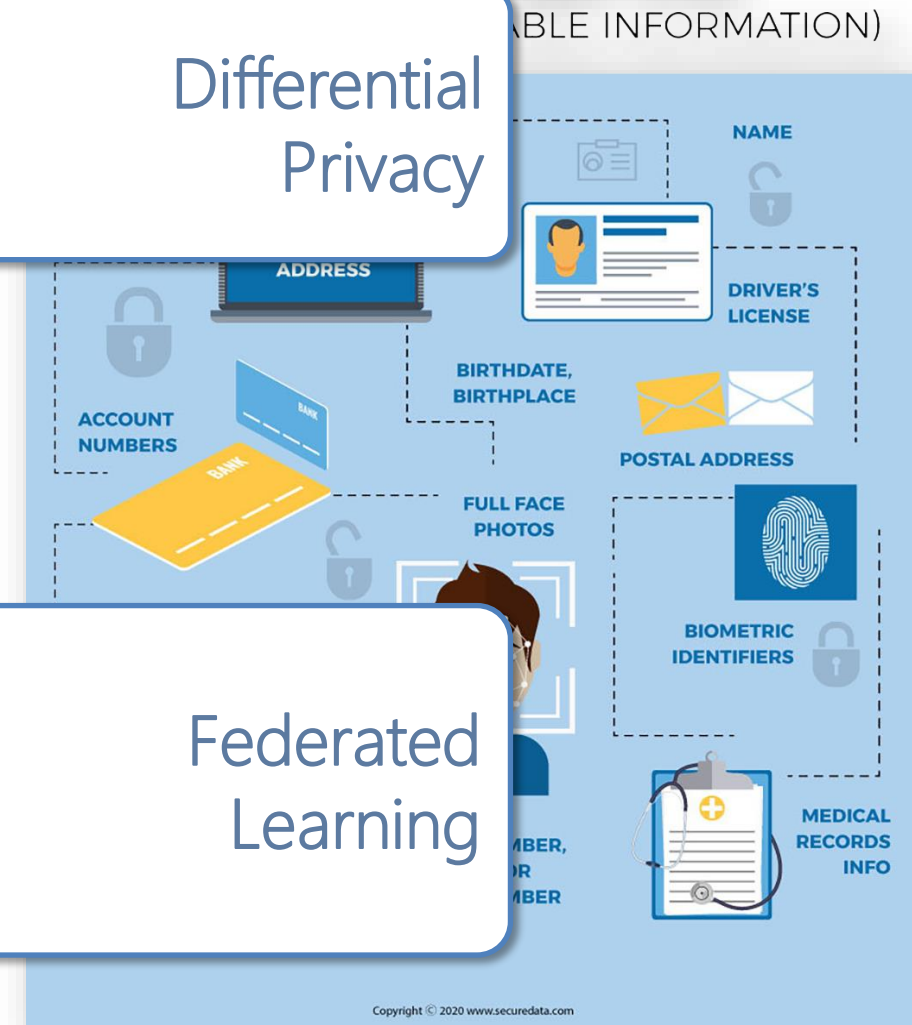 ABLE INFORMATION)
Differential
Privacy
NAME
ADDRESS
DRIVER'S
LICENSE
BIRTHDATE,
BIRTHPLACE
ACCOUNT
NUMBERS
BANK
BANK
POSTAL ADDRESS
FULL FACE
PHOTOS
BIOMETRIC
IDENTIFIERS
Federated
Learning
MEDICAL
RECORDS
INFO
MBER,
OR
MBER
Copyright © 2020 www.securedata.com